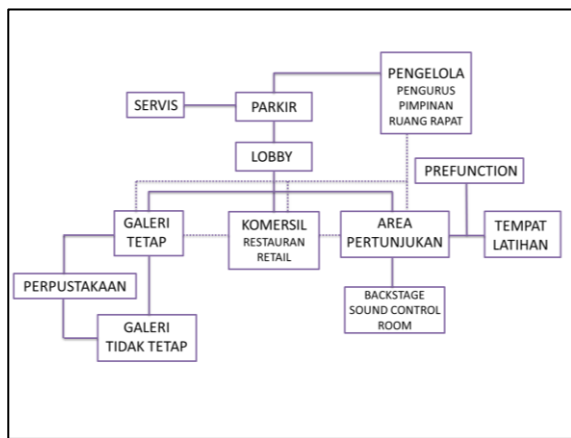 PENGELOLA
PENGURUS
PIMPINAN
RUANG RAPAT
SERVIS
PARKIR
LOBBY
PREFUNCTION
GALERI
TETAP
KOMERSIL
RESTAURAN
RETAIL
AREA
PERTUNJUKAN
TEMPAT
LATIHAN
PERPUSTAKAAN
BACKSTAGE
SOUND CONTROL
ROOM
GALERI
TIDAK TETAP